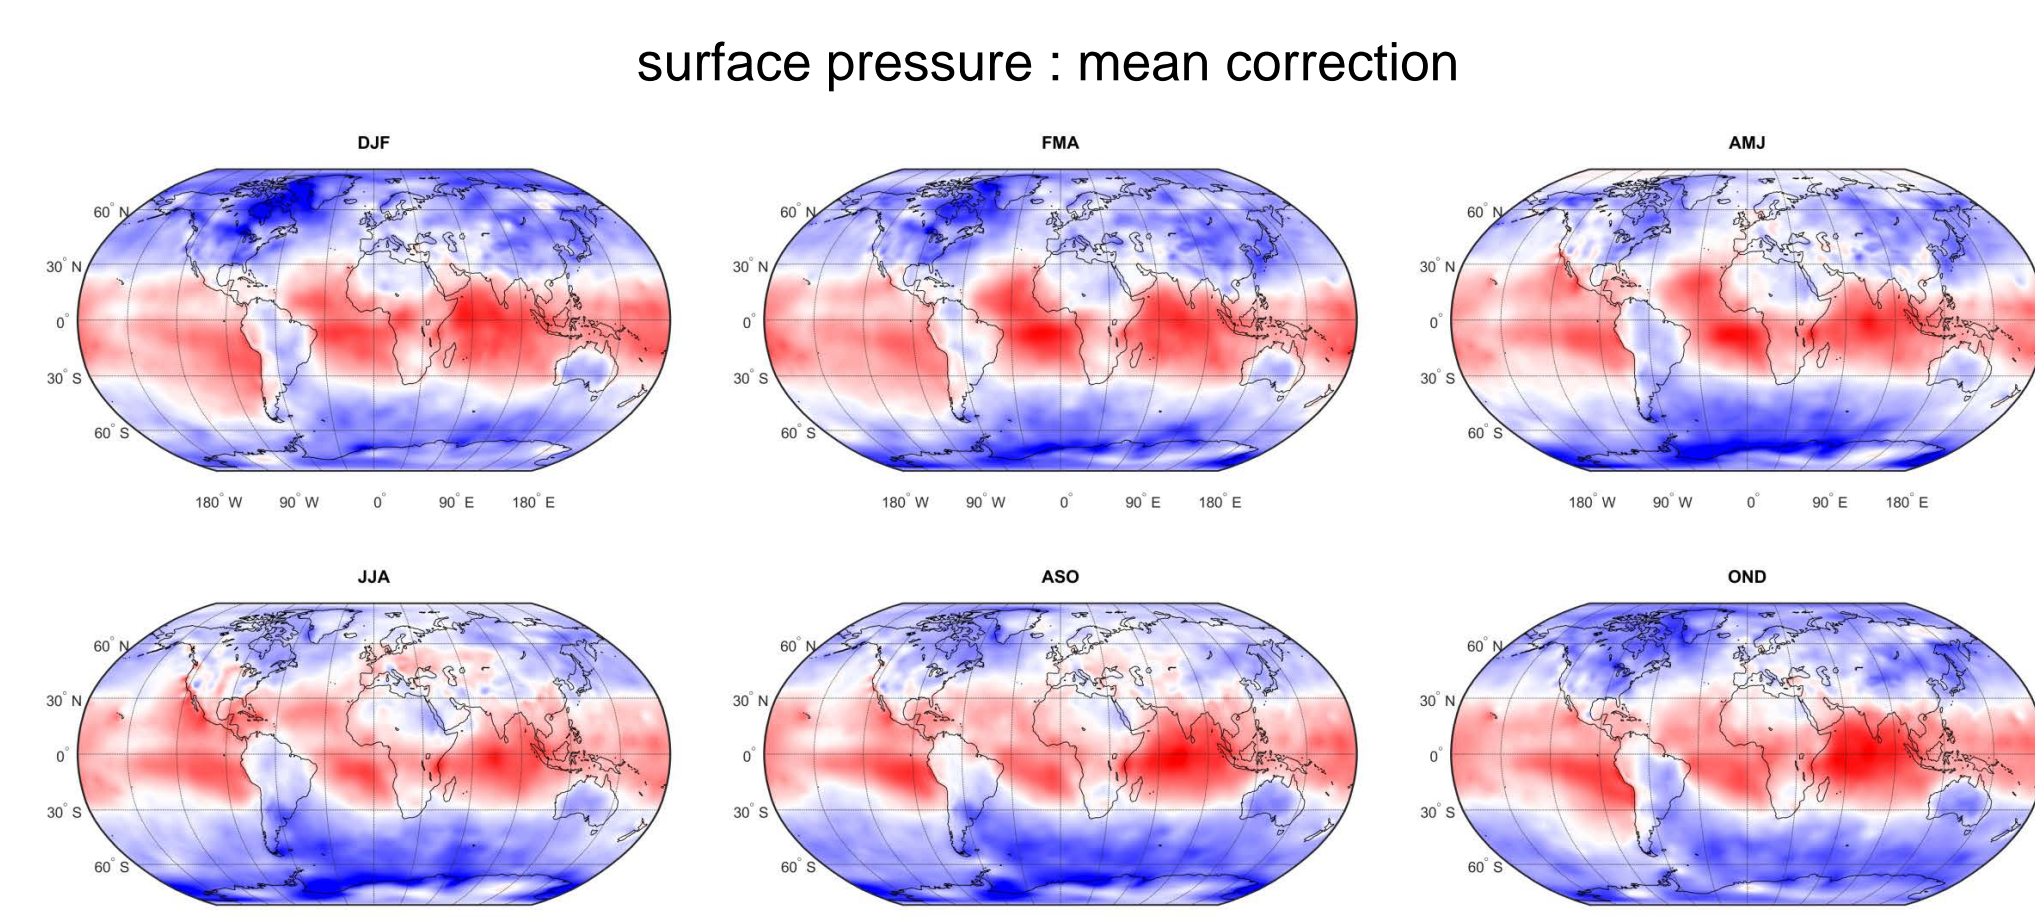 surface pressure : mean correction
DJF FMA AMJ
60° N 60° N 60° N
30° N 30° N 30° N
0° 0° 0°
30° S 30° S 30° S
60° S 60° S 60° S
180° W 90° W 0° 90° E 180° E 180° W 90° W 0° 90° E 180° E 180° W 90° W 0° 90° E 180° E
JJA ASO OND
60° N 60° N 60° N
30° N 30° N 30° N
0° 0° 0°
30° S 30° S 30° S
60° S 60° S 60° S